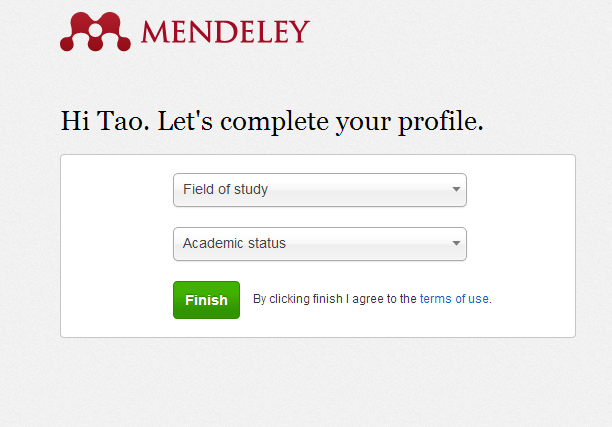 MENDELEY
Hi Tao. Let's complete your profile.
Field of study
Academic status
Finish By clicking finish I agree to the terms of use.